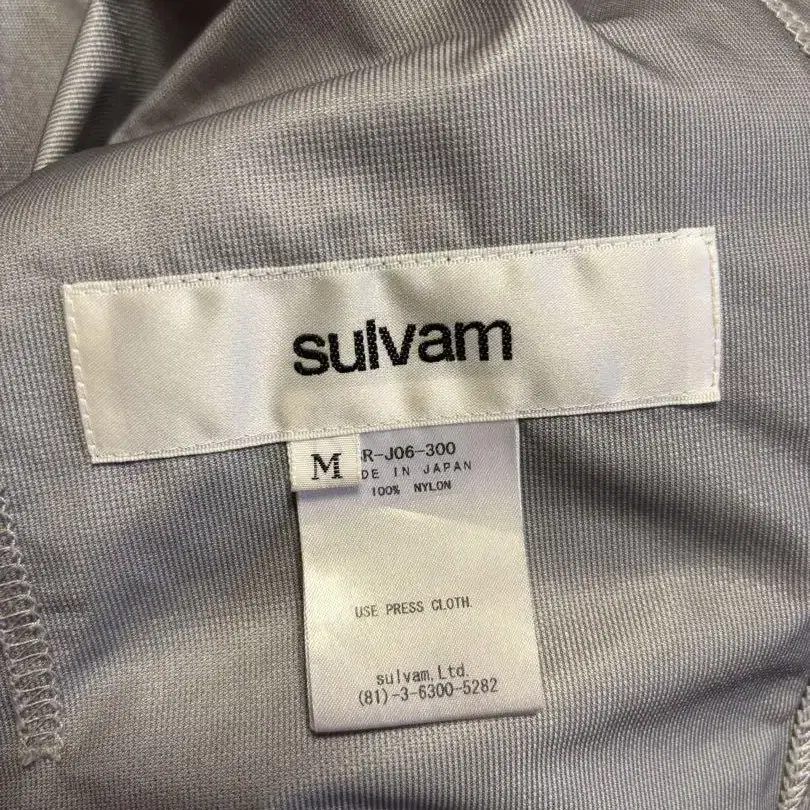 sulvam
M
R-J06-300
DE IN JAPAN
100% NYLON
USE PRESS CLOTH.
sulvam,Ltd.
(81)-3-6300-5282